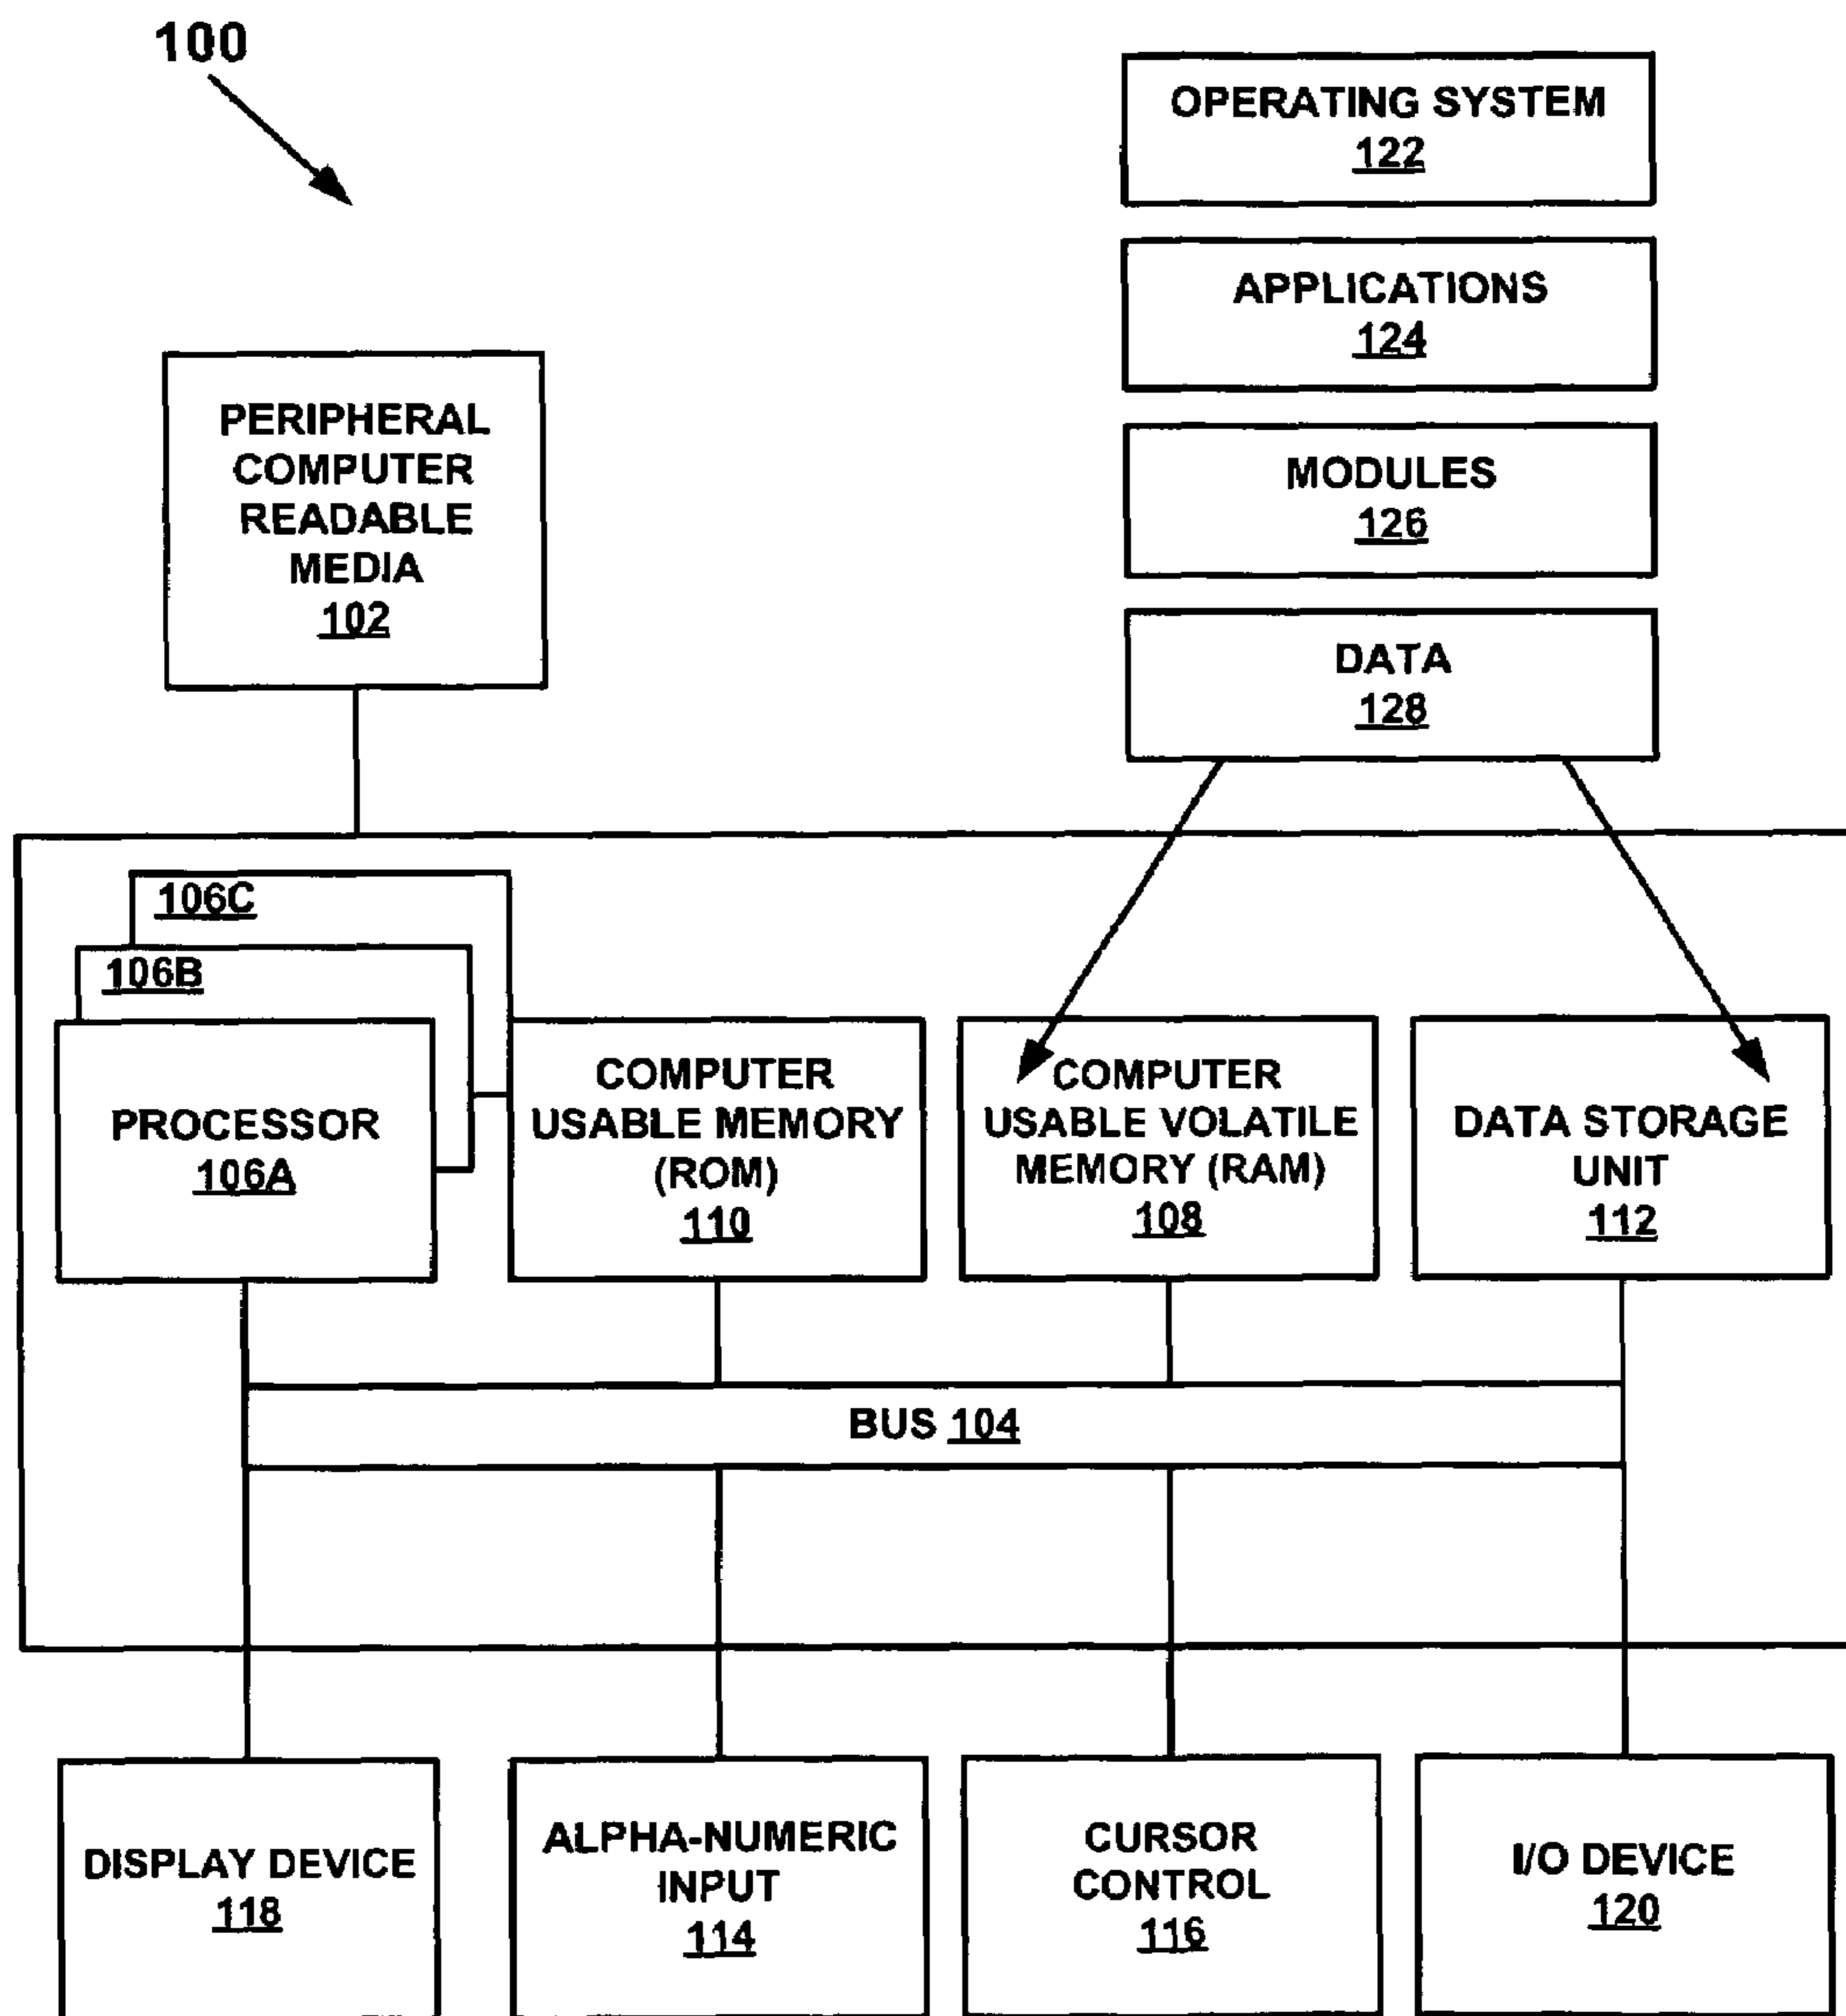 100
OPERATING SYSTEM
122
APPLICATIONS
124
PERIPHERAL
COMPUTER
READABLE
MEDIA
102
MODULES
126
DATA
128
106C
106B
PROCESSOR
106A
COMPUTER
USABLE MEMORY
(ROM)
110
COMPUTER
USABLE VOLATILE
MEMORY (RAM)
108
DATA STORAGE
UNIT
112
BUS 104
DISPLAY DEVICE
118
ALPHA-NUMERIC
INPUT
114
CURSOR
CONTROL
116
I/O DEVICE
120